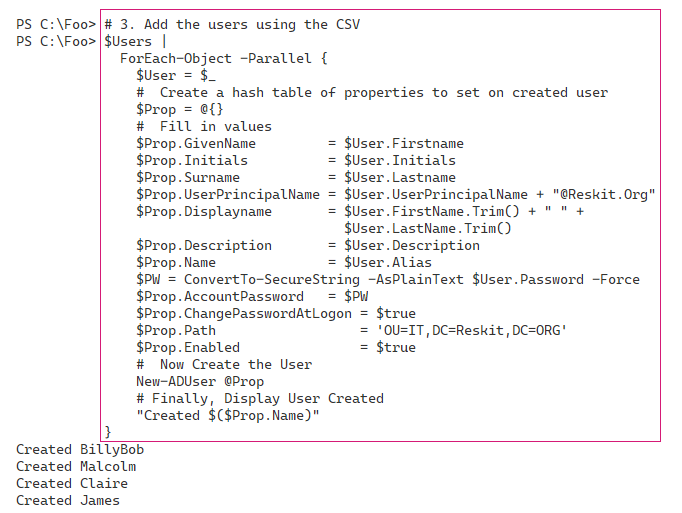 PS C:\Foo> # 3. Add the users using the CSV
PS C:\Foo> $Users |
ForEach-Object -Parallel {
$User = $_
#  Create a hash table of properties to set on created user
$Prop = @{}
#  Fill in values
$Prop.GivenName         = $User.Firstname
$Prop.Initials          = $User.Initials
$Prop.Surname           = $User.Lastname
$Prop.UserPrincipalName = $User.UserPrincipalName + "@Reskit.Org"
$Prop.Displayname       = $User.FirstName.Trim() + " " +
$User.LastName.Trim()
$Prop.Description       = $User.Description
$Prop.Name              = $User.Alias
$PW = ConvertTo-SecureString -AsPlainText $User.Password -Force
$Prop.AccountPassword   = $PW
$Prop.ChangePasswordAtLogon = $true
$Prop.Path                  = 'OU=IT,DC=Reskit,DC=ORG'
$Prop.Enabled               = $true
#  Now Create the User
New-ADUser @Prop
# Finally, Display User Created
"Created $($Prop.Name)"
}
Created BillyBob
Created Malcolm
Created Claire
Created James